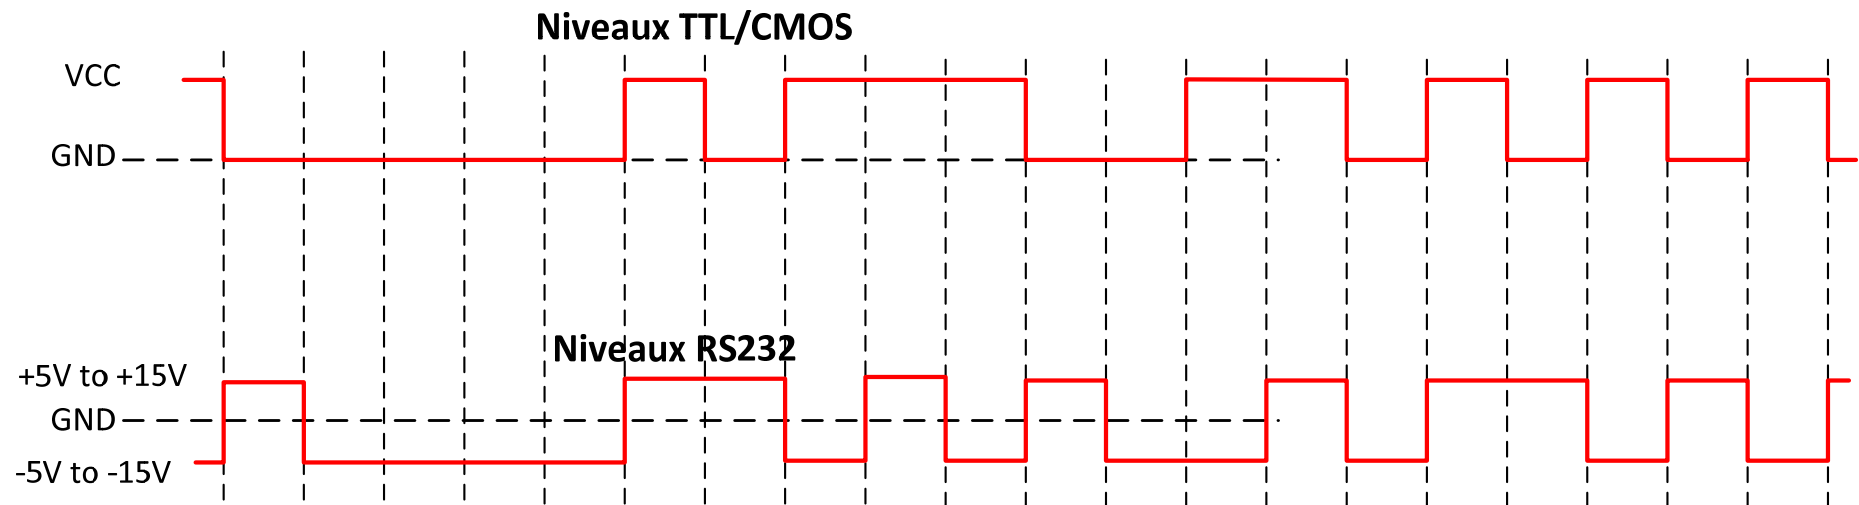 Niveaux TTL/CMOS
VCC
GND
Niveaux RS232
+5V to +15V
GND
-5V to -15V